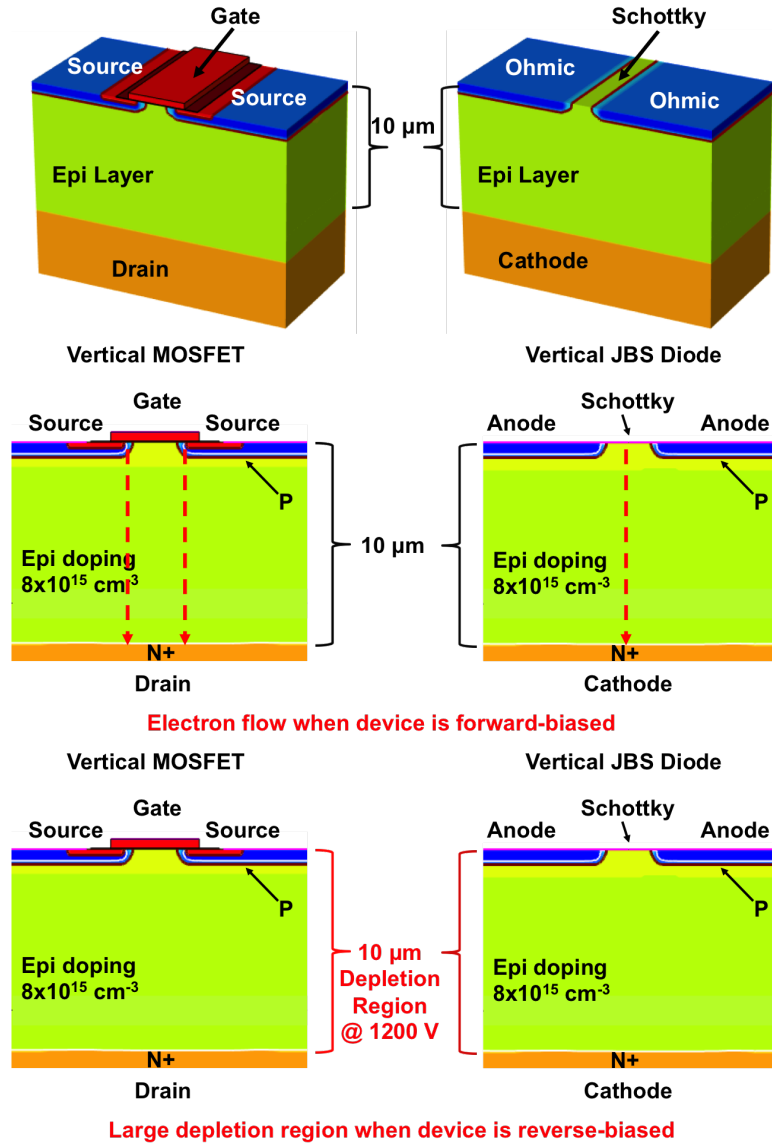 Gate
Schottky
Source
Source
Ohmic
Ohmic
10 µm
Epi Layer
Epi Layer
Drain
Cathode
Vertical MOSFET
Vertical JBS Diode
Gate
Schottky
Source
Source
Anode
Anode
P
P
10 µm
Epi doping
8x10¹⁵ cm⁻³
Epi doping
8x10¹⁵ cm⁻³
N+
N+
Drain
Cathode
Electron flow when device is forward-biased
Vertical MOSFET
Vertical JBS Diode
Gate
Schottky
Source
Source
Anode
Anode
P
P
10 µm
Depletion
Region
@ 1200 V
Epi doping
8x10¹⁵ cm⁻³
Epi doping
8x10¹⁵ cm⁻³
N+
N+
Drain
Cathode
Large depletion region when device is reverse-biased